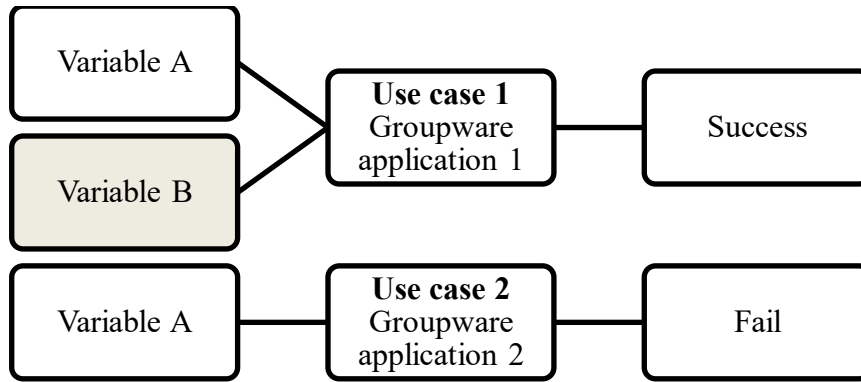 Variable A
Variable B
Use case 1
Groupware
application 1
Success
Variable A
Use case 2
Groupware
application 2
Fail